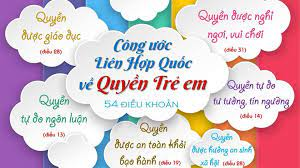 Quyền
được giáo dục
(điều 28)
Quyền
được nghỉ
ngơi, vui chơi
(điều 31)
Công ước
Liên Hợp Quốc
về Quyền Trẻ em
54 ĐIỀU KHOẢN
Quyền
tự do ngôn luận
(điều 13)
Quyền tự do
tư tưởng, tín ngưỡng
(điều 14)
Quyền
được an toàn khỏi
bạo hành (điều 19)
Quyền
được hưởng an sinh
xã hội (điều 26)